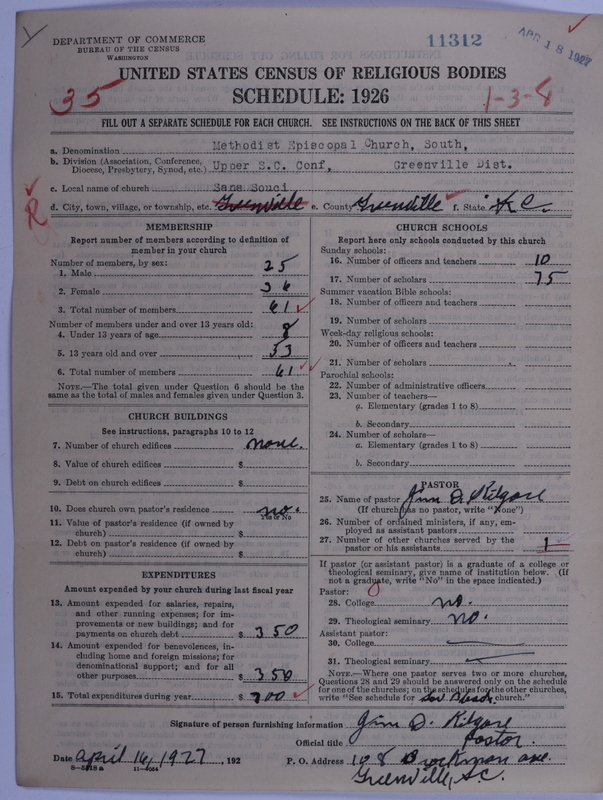 DEPARTMENT OF COMMERCE
BUREAU OF THE CENSUS
WASHINGTON
11312
APR 18 1927
UNITED STATES CENSUS OF RELIGIOUS BODIES
SCHEDULE: 1926
35
1-3-8
FILL OUT A SEPARATE SCHEDULE FOR EACH CHURCH. SEE INSTRUCTIONS ON THE BACK OF THIS SHEET
a. Denomination Methodist Episcopal Church, South,
b. Division (Association, Conference, Diocese, Presbytery, Synod, etc.) Upper S.C. Conf, Greenville Dist.
c. Local name of church Sans Souci
d. City, town, village, or township, etc. Greenville e. County Greenville f. State S.C.
R
MEMBERSHIP
Report number of members according to definition of member in your church
Number of members, by sex:
1. Male 25
2. Female 36
3. Total number of members 61
Number of members under and over 13 years old:
4. Under 13 years of age 8
5. 13 years old and over 53
6. Total number of members 61
NOTE.—The total given under Question 6 should be the same as the total of males and females given under Question 3.
CHURCH BUILDINGS
See instructions, paragraphs 10 to 12
7. Number of church edifices none.
8. Value of church edifices $
9. Debt on church edifices $
10. Does church own pastor's residence no.
Yes or No
11. Value of pastor's residence (if owned by church) $
12. Debt on pastor's residence (if owned by church) $
EXPENDITURES
Amount expended by your church during last fiscal year
13. Amount expended for salaries, repairs, and other running expenses; for improvements or new buildings; and for payments on church debt $ 350
14. Amount expended for benevolences, including home and foreign missions; for denominational support; and for all other purposes $ 350
15. Total expenditures during year $ 700
CHURCH SCHOOLS
Report here only schools conducted by this church
Sunday schools:
16. Number of officers and teachers 10
17. Number of scholars 75
Summer vacation Bible schools:
18. Number of officers and teachers
19. Number of scholars
Week-day religious schools:
20. Number of officers and teachers
21. Number of scholars
Parochial schools:
22. Number of administrative officers
23. Number of teachers—
a. Elementary (grades 1 to 8)
b. Secondary
24. Number of scholars—
a. Elementary (grades 1 to 8)
b. Secondary
PASTOR
25. Name of pastor Jim D. Kilgore
(If church has no pastor, write "None")
26. Number of ordained ministers, if any, employed as assistant pastors
27. Number of other churches served by the pastor or his assistants 1
If pastor (or assistant pastor) is a graduate of a college or theological seminary, give name of institution below. (If not a graduate, write "No" in the space indicated.)
Pastor:
28. College no.
29. Theological seminary no.
Assistant pastor:
30. College
31. Theological seminary
NOTE.—Where one pastor serves two or more churches, Questions 28 and 29 should be answered only on the schedule for one of the churches; on the schedules for the other churches, write "See schedule for church."
Signature of person furnishing information Jim D. Kilgore
Official title Pastor.
Date April 16, 1927, 192
P. O. Address 108 Brockman ave.
Greenville, S.C.
8—5218 a 11—9024